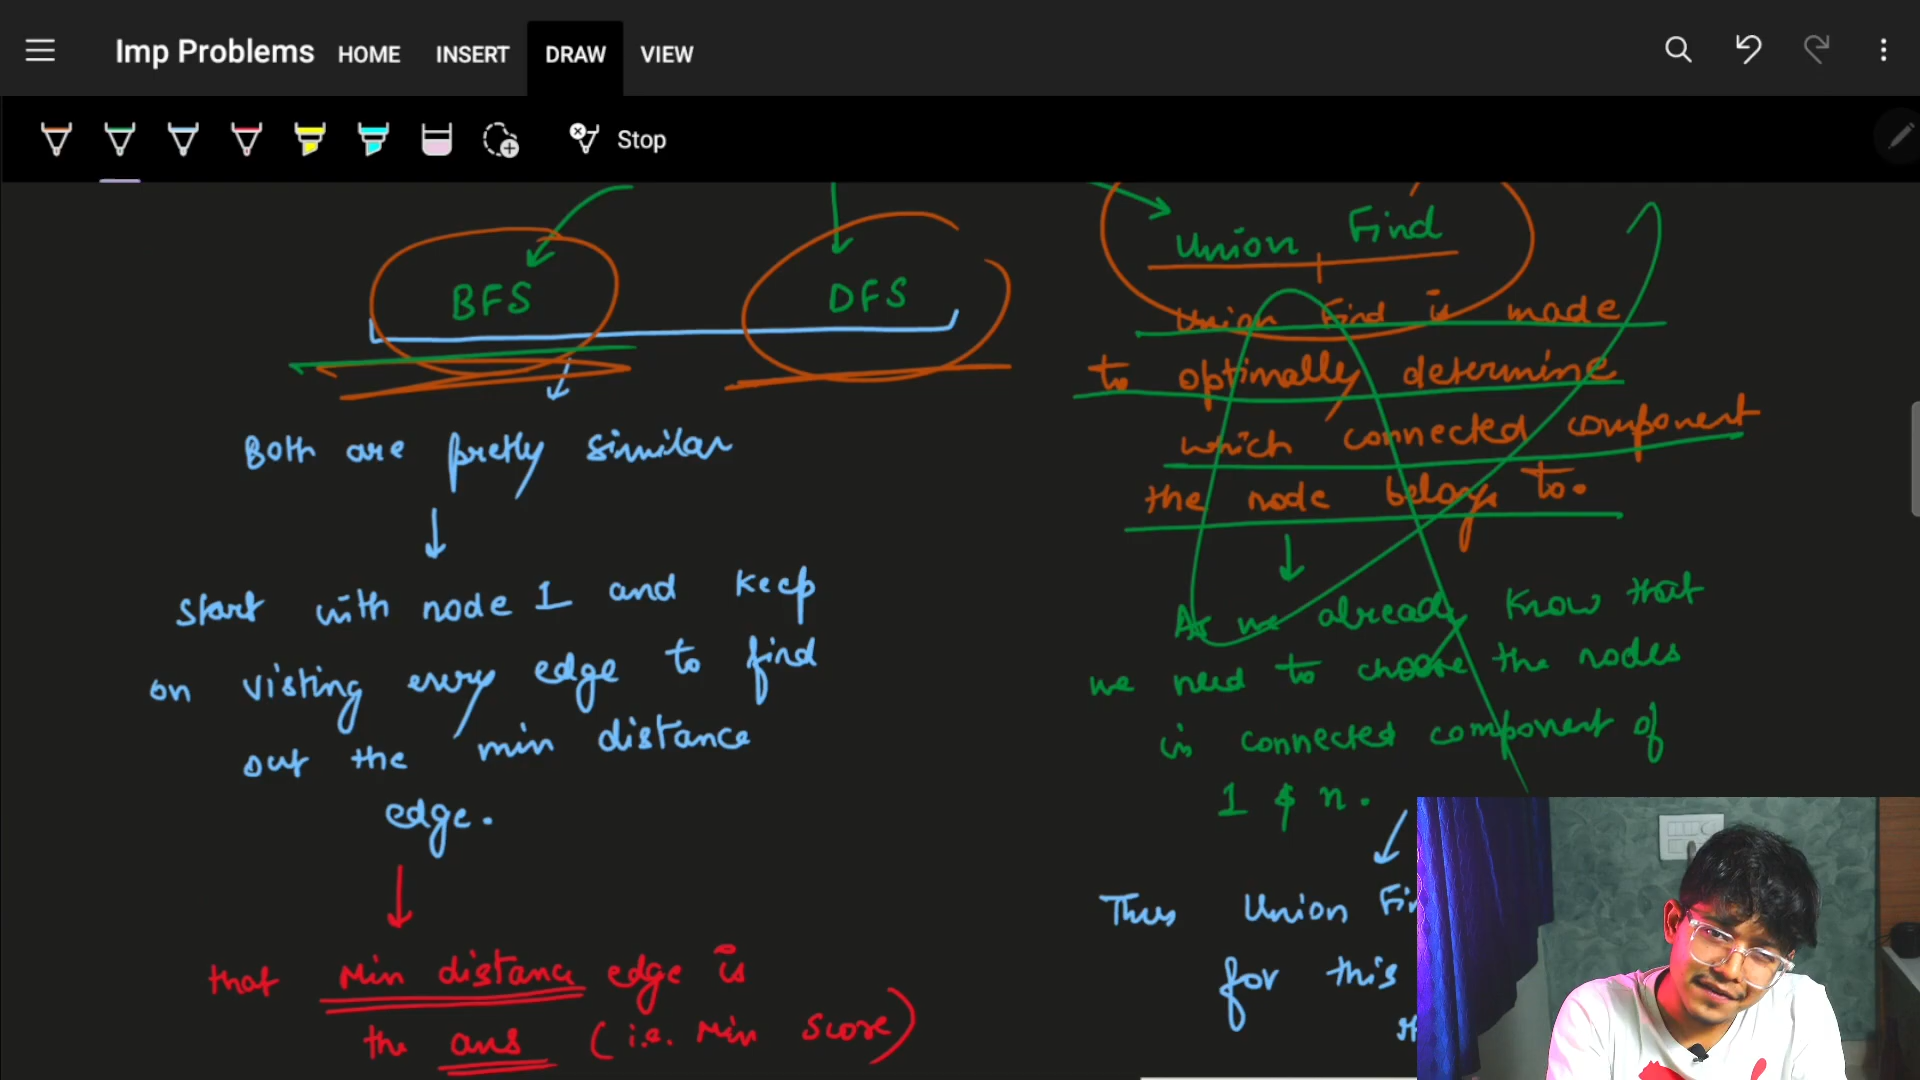 Imp Problems HOME INSERT DRAW VIEW
Stop
BFS
DFS
Both are pretty similar
start with node 1 and keep
on visting every edge to find
out the min distance
edge.
that Min distance edge is
the ans (i.e. Min score)
Union Find
Union Find is made
to optimally determine
which connected component
the node belongs to.
As we already know that
we need to choose the nodes
in connected component of
1 & n.
Thus Union
for this